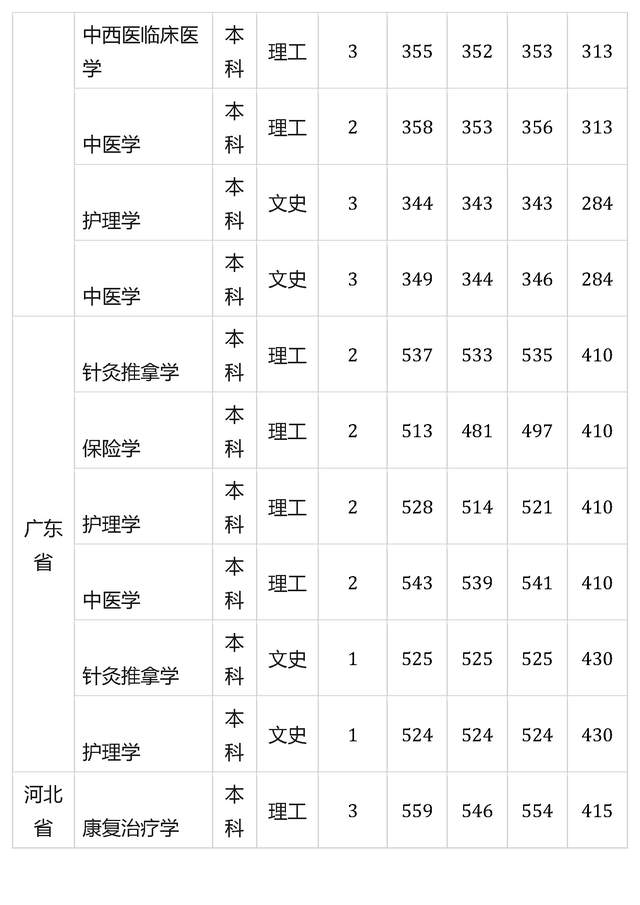 中西医临床医学 本科 理工 3 355 352 353 313
中医学 本科 理工 2 358 353 356 313
护理学 本科 文史 3 344 343 343 284
中医学 本科 文史 3 349 344 346 284
广东省 针灸推拿学 本科 理工 2 537 533 535 410
保险学 本科 理工 2 513 481 497 410
护理学 本科 理工 2 528 514 521 410
中医学 本科 理工 2 543 539 541 410
针灸推拿学 本科 文史 1 525 525 525 430
护理学 本科 文史 1 524 524 524 430
河北省 康复治疗学 本科 理工 3 559 546 554 415